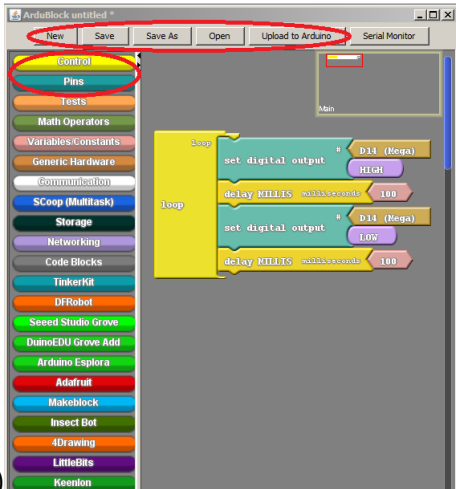 ArduBlock untitled *
New Save Save As Open Upload to Arduino Serial Monitor
Control
Pins
Tests
Math Operators
Variables/Constants
Generic Hardware
Communication
SCoop (Multitask)
Storage
Networking
Code Blocks
TinkerKit
DFRobot
Seeed Studio Grove
DuinoEDU Grove Add
Arduino Esplora
Adafruit
Makeblock
Insect Bot
4Drawing
LittleBits
Keenlon
Main
loop
loop
set digital output # D14 (Mega)
HIGH
delay MILLIS milliseconds 100
set digital output # D14 (Mega)
LOW
delay MILLIS milliseconds 100